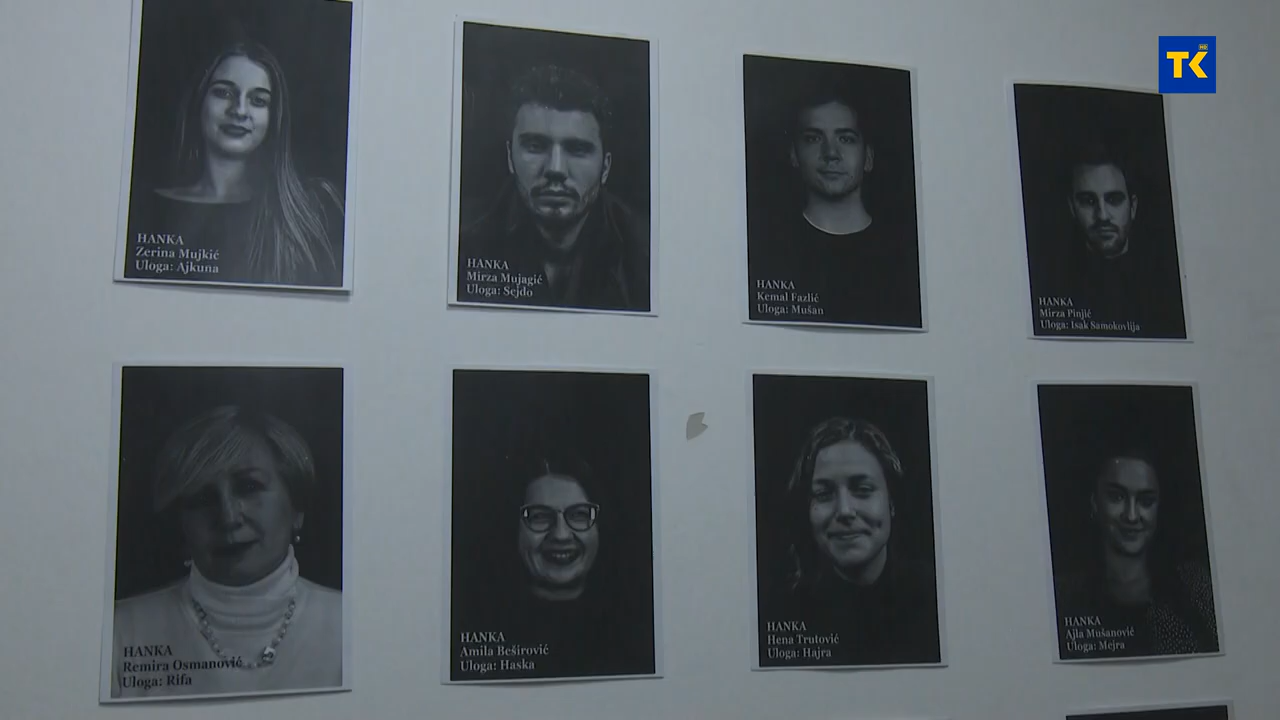 TK HD
HANKA
Zerina Mujkić
Uloga: Ajkuna
HANKA
Mirza Mujagić
Uloga: Sejdo
HANKA
Kemal Fazlić
Uloga: Mušan
HANKA
Mirza Pinjić
Uloga: Isak Samokovlija
HANKA
Remira Osmanović
Uloga: Rifa
HANKA
Amila Beširović
Uloga: Haska
HANKA
Hena Trutović
Uloga: Hajra
HANKA
Ajla Mušanović
Uloga: Mejra